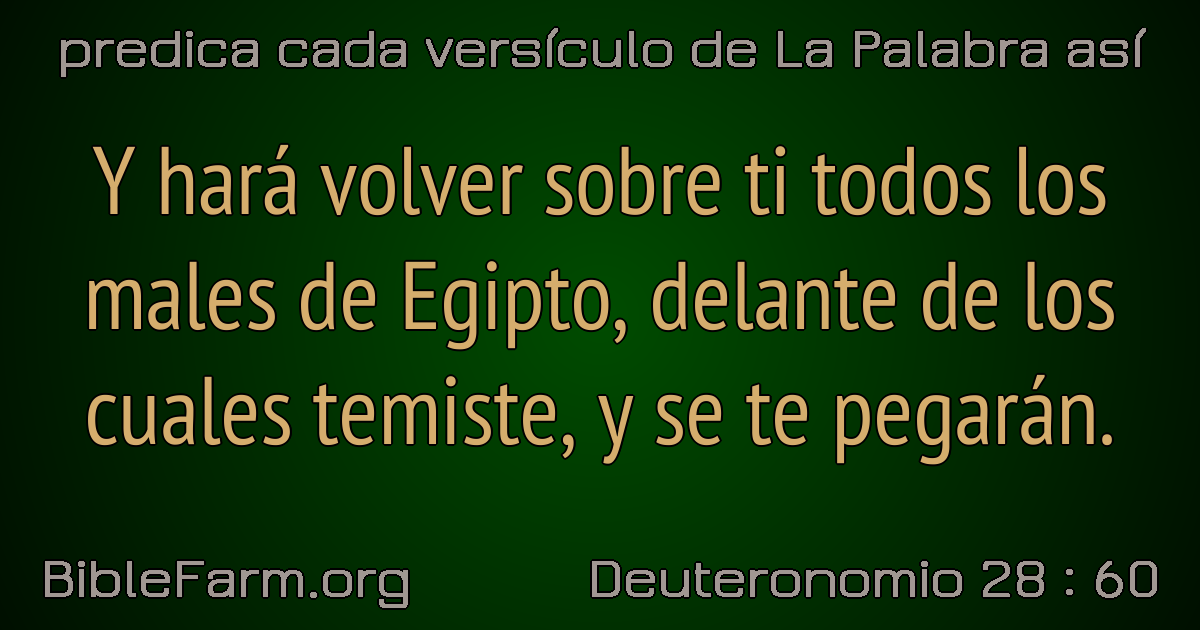 predica cada versículo de La Palabra así
Y hará volver sobre ti todos los
males de Egipto, delante de los
cuales temiste, y se te pegarán.
BibleFarm.org
Deuteronomio 28 : 60